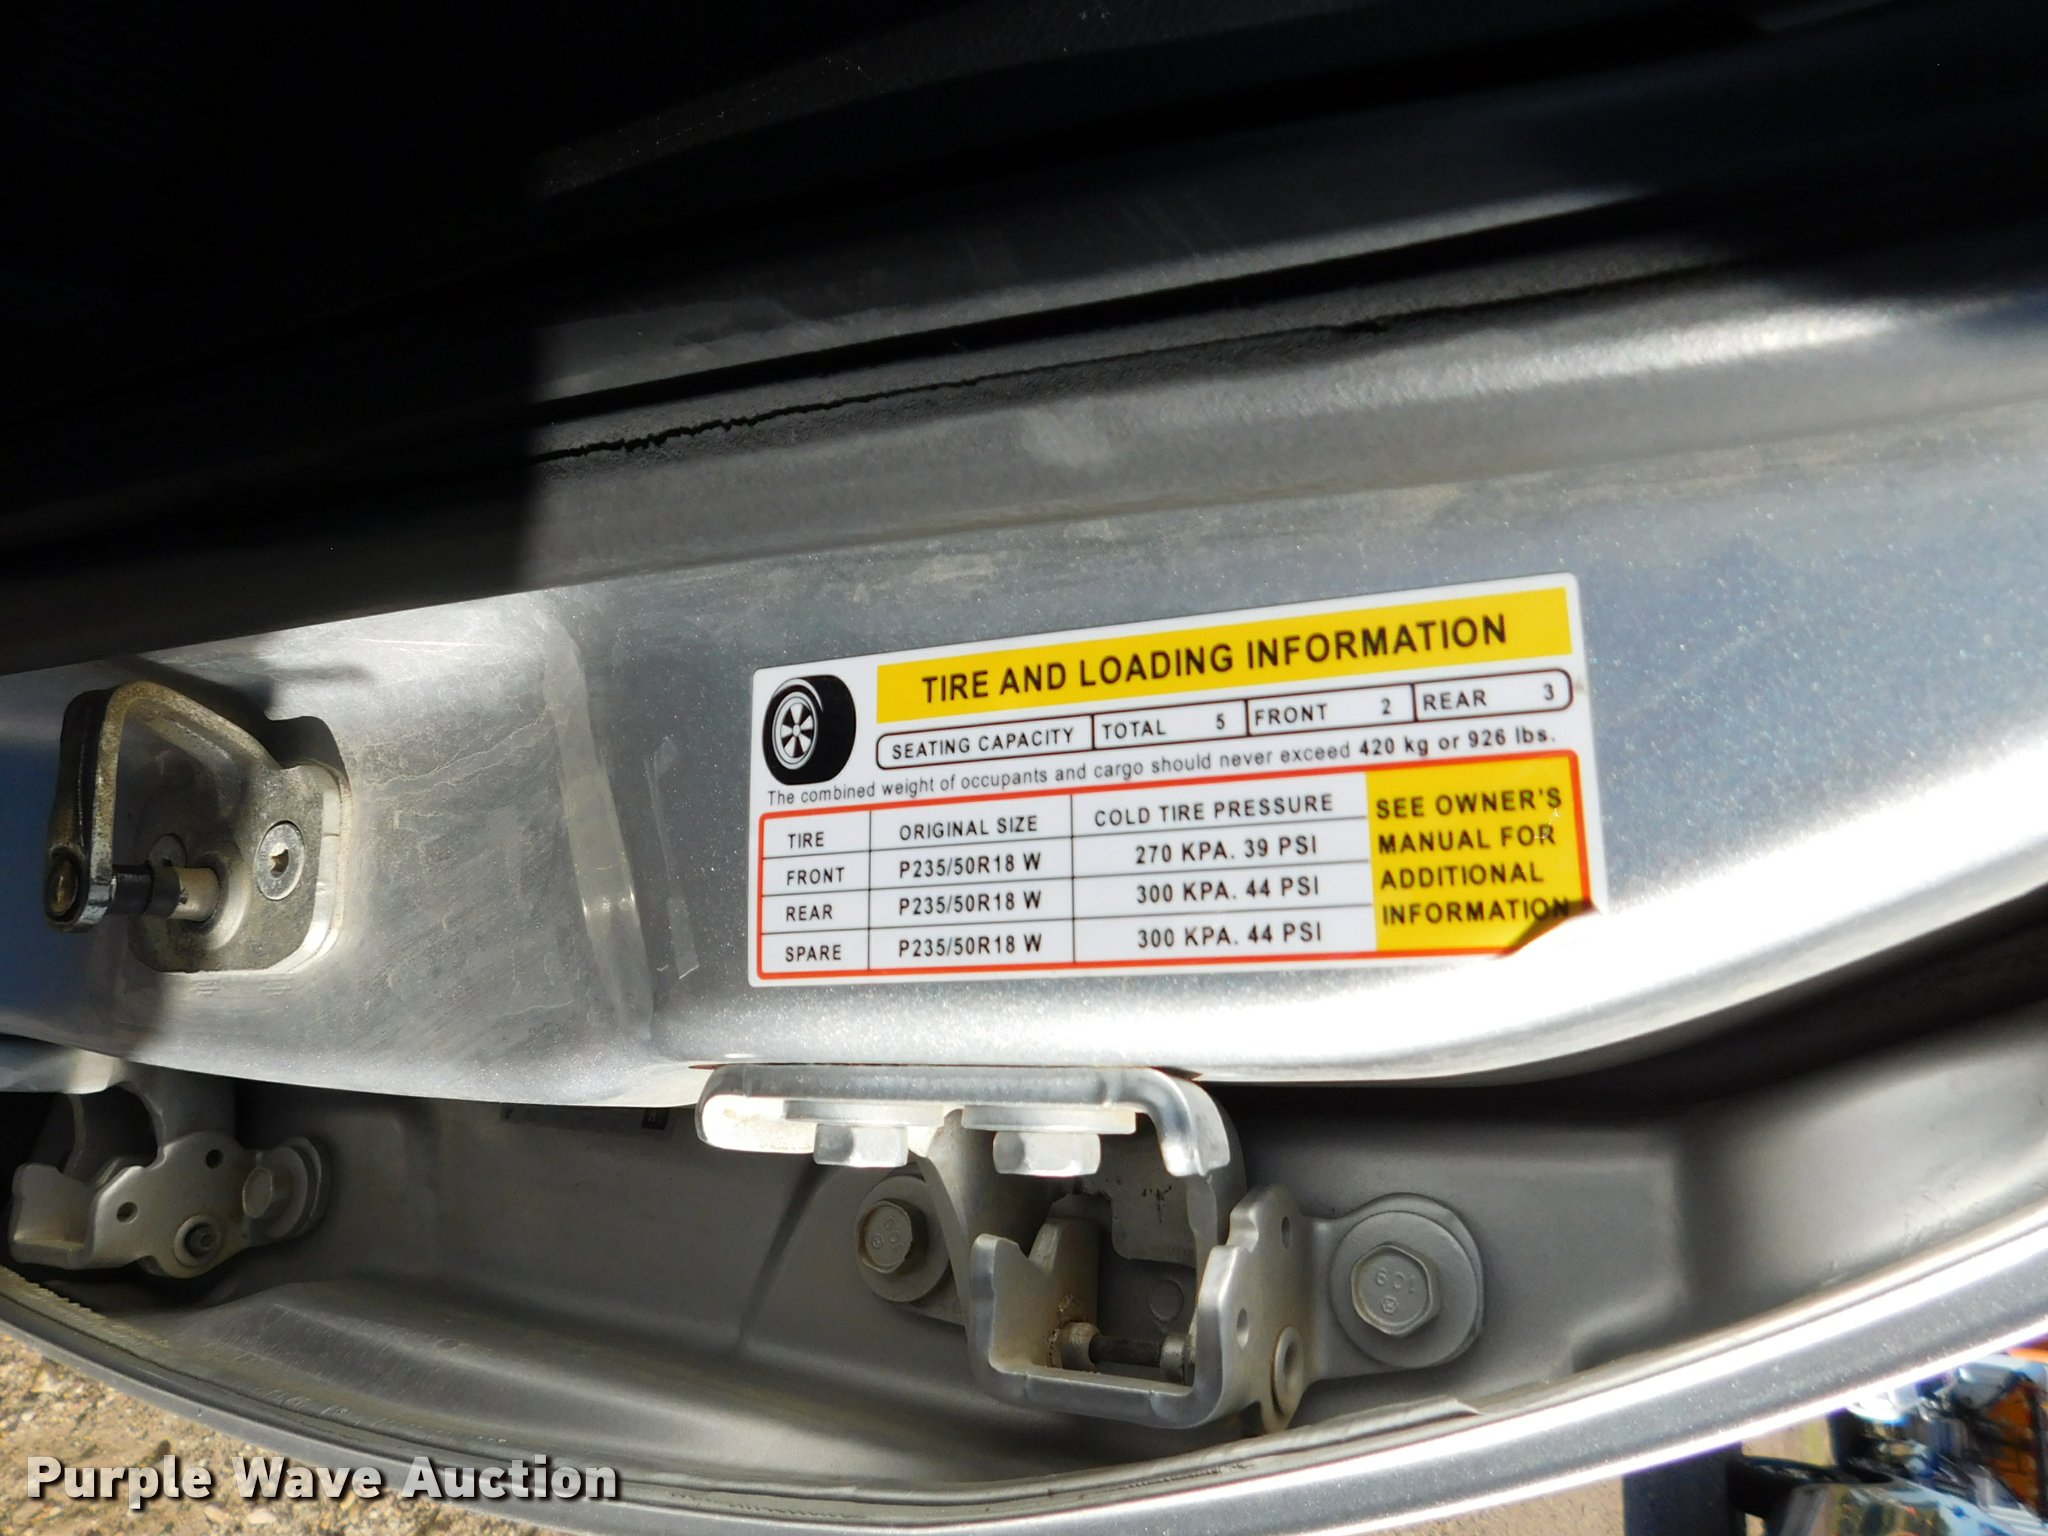 TIRE AND LOADING INFORMATION
SEATING CAPACITY TOTAL 5 FRONT 2 REAR 3
The combined weight of occupants and cargo should never exceed 420 kg or 926 lbs.
TIRE ORIGINAL SIZE COLD TIRE PRESSURE
FRONT P235/50R18 W 270 KPA. 39 PSI
REAR P235/50R18 W 300 KPA. 44 PSI
SPARE P235/50R18 W 300 KPA. 44 PSI
SEE OWNER'S
MANUAL FOR
ADDITIONAL
INFORMATION
Purple Wave Auction